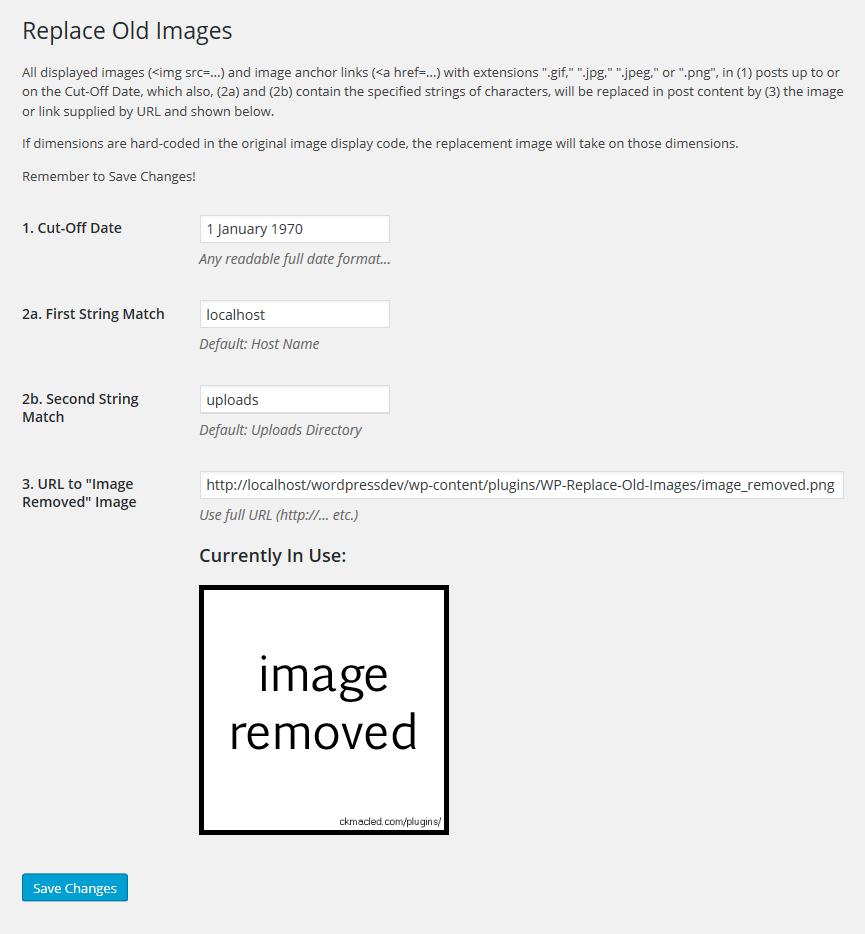 Replace Old Images
All displayed images (<img src=...) and image anchor links (<a href=...) with extensions ".gif," ".jpg," ".jpeg," or ".png", in (1) posts up to or
on the Cut-Off Date, which also, (2a) and (2b) contain the specified strings of characters, will be replaced in post content by (3) the image
or link supplied by URL and shown below.
If dimensions are hard-coded in the original image display code, the replacement image will take on those dimensions.
Remember to Save Changes!
1. Cut-Off Date
1 January 1970
Any readable full date format...
2a. First String Match
localhost
Default: Host Name
2b. Second String
Match
uploads
Default: Uploads Directory
3. URL to "Image
Removed" Image
http://localhost/wordpressdev/wp-content/plugins/WP-Replace-Old-Images/image_removed.png
Use full URL (http://... etc.)
Currently In Use:
image
removed
ckmacled.com/plugins/
Save Changes